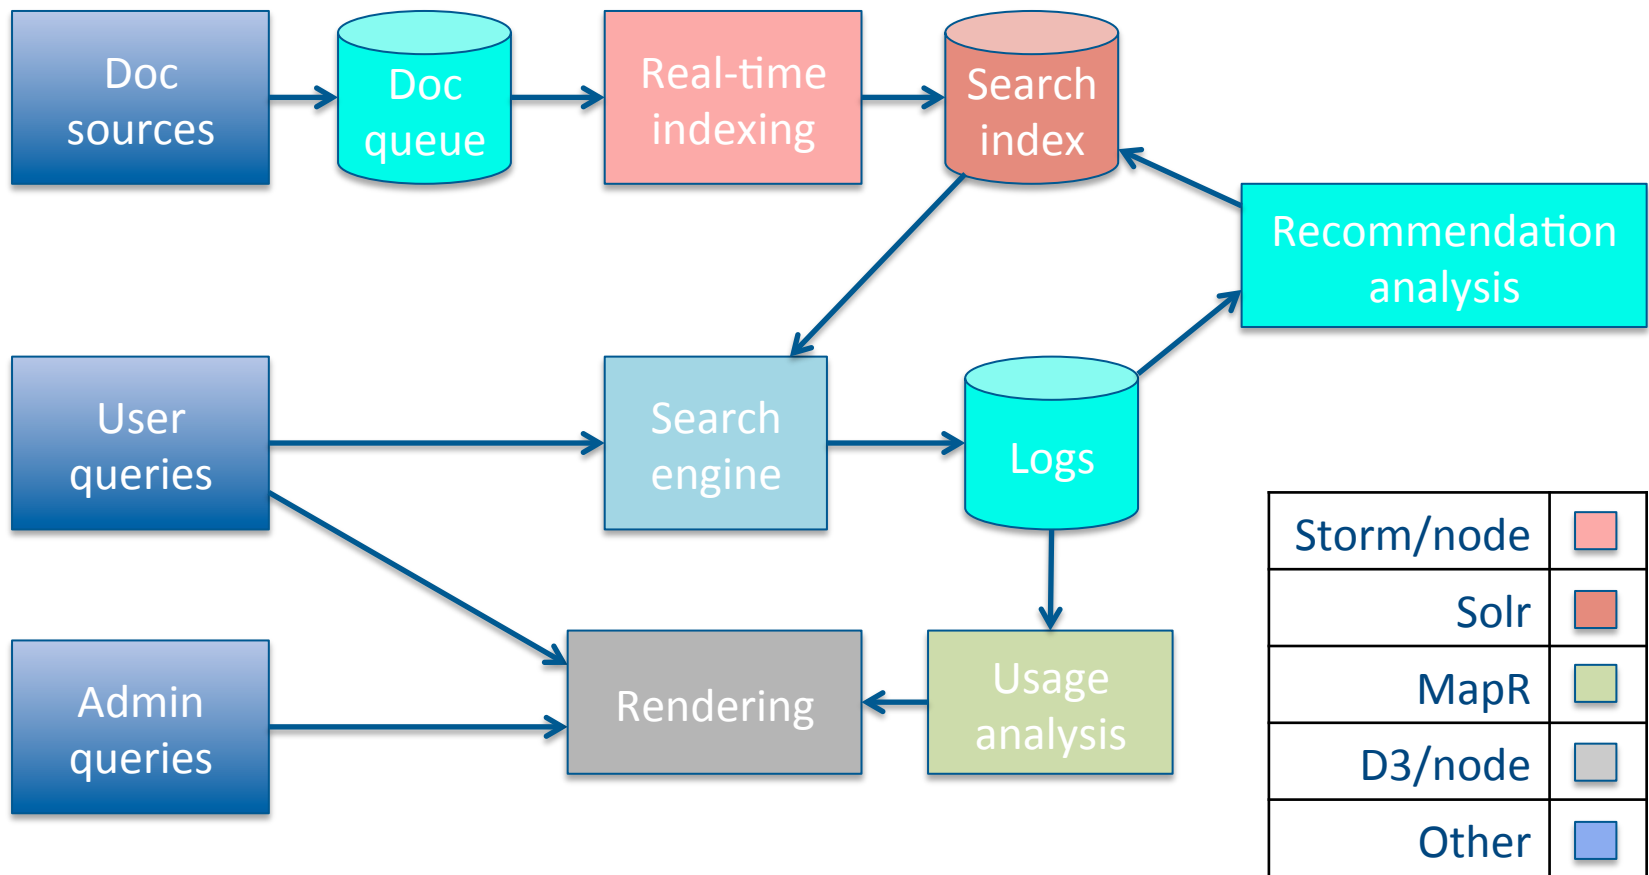 Doc
sources
Doc
queue
Real-time
indexing
Search
index
Recommendation
analysis
User
queries
Search
engine
Logs
Admin
queries
Rendering
Usage
analysis
Storm/node
Solr
MapR
D3/node
Other